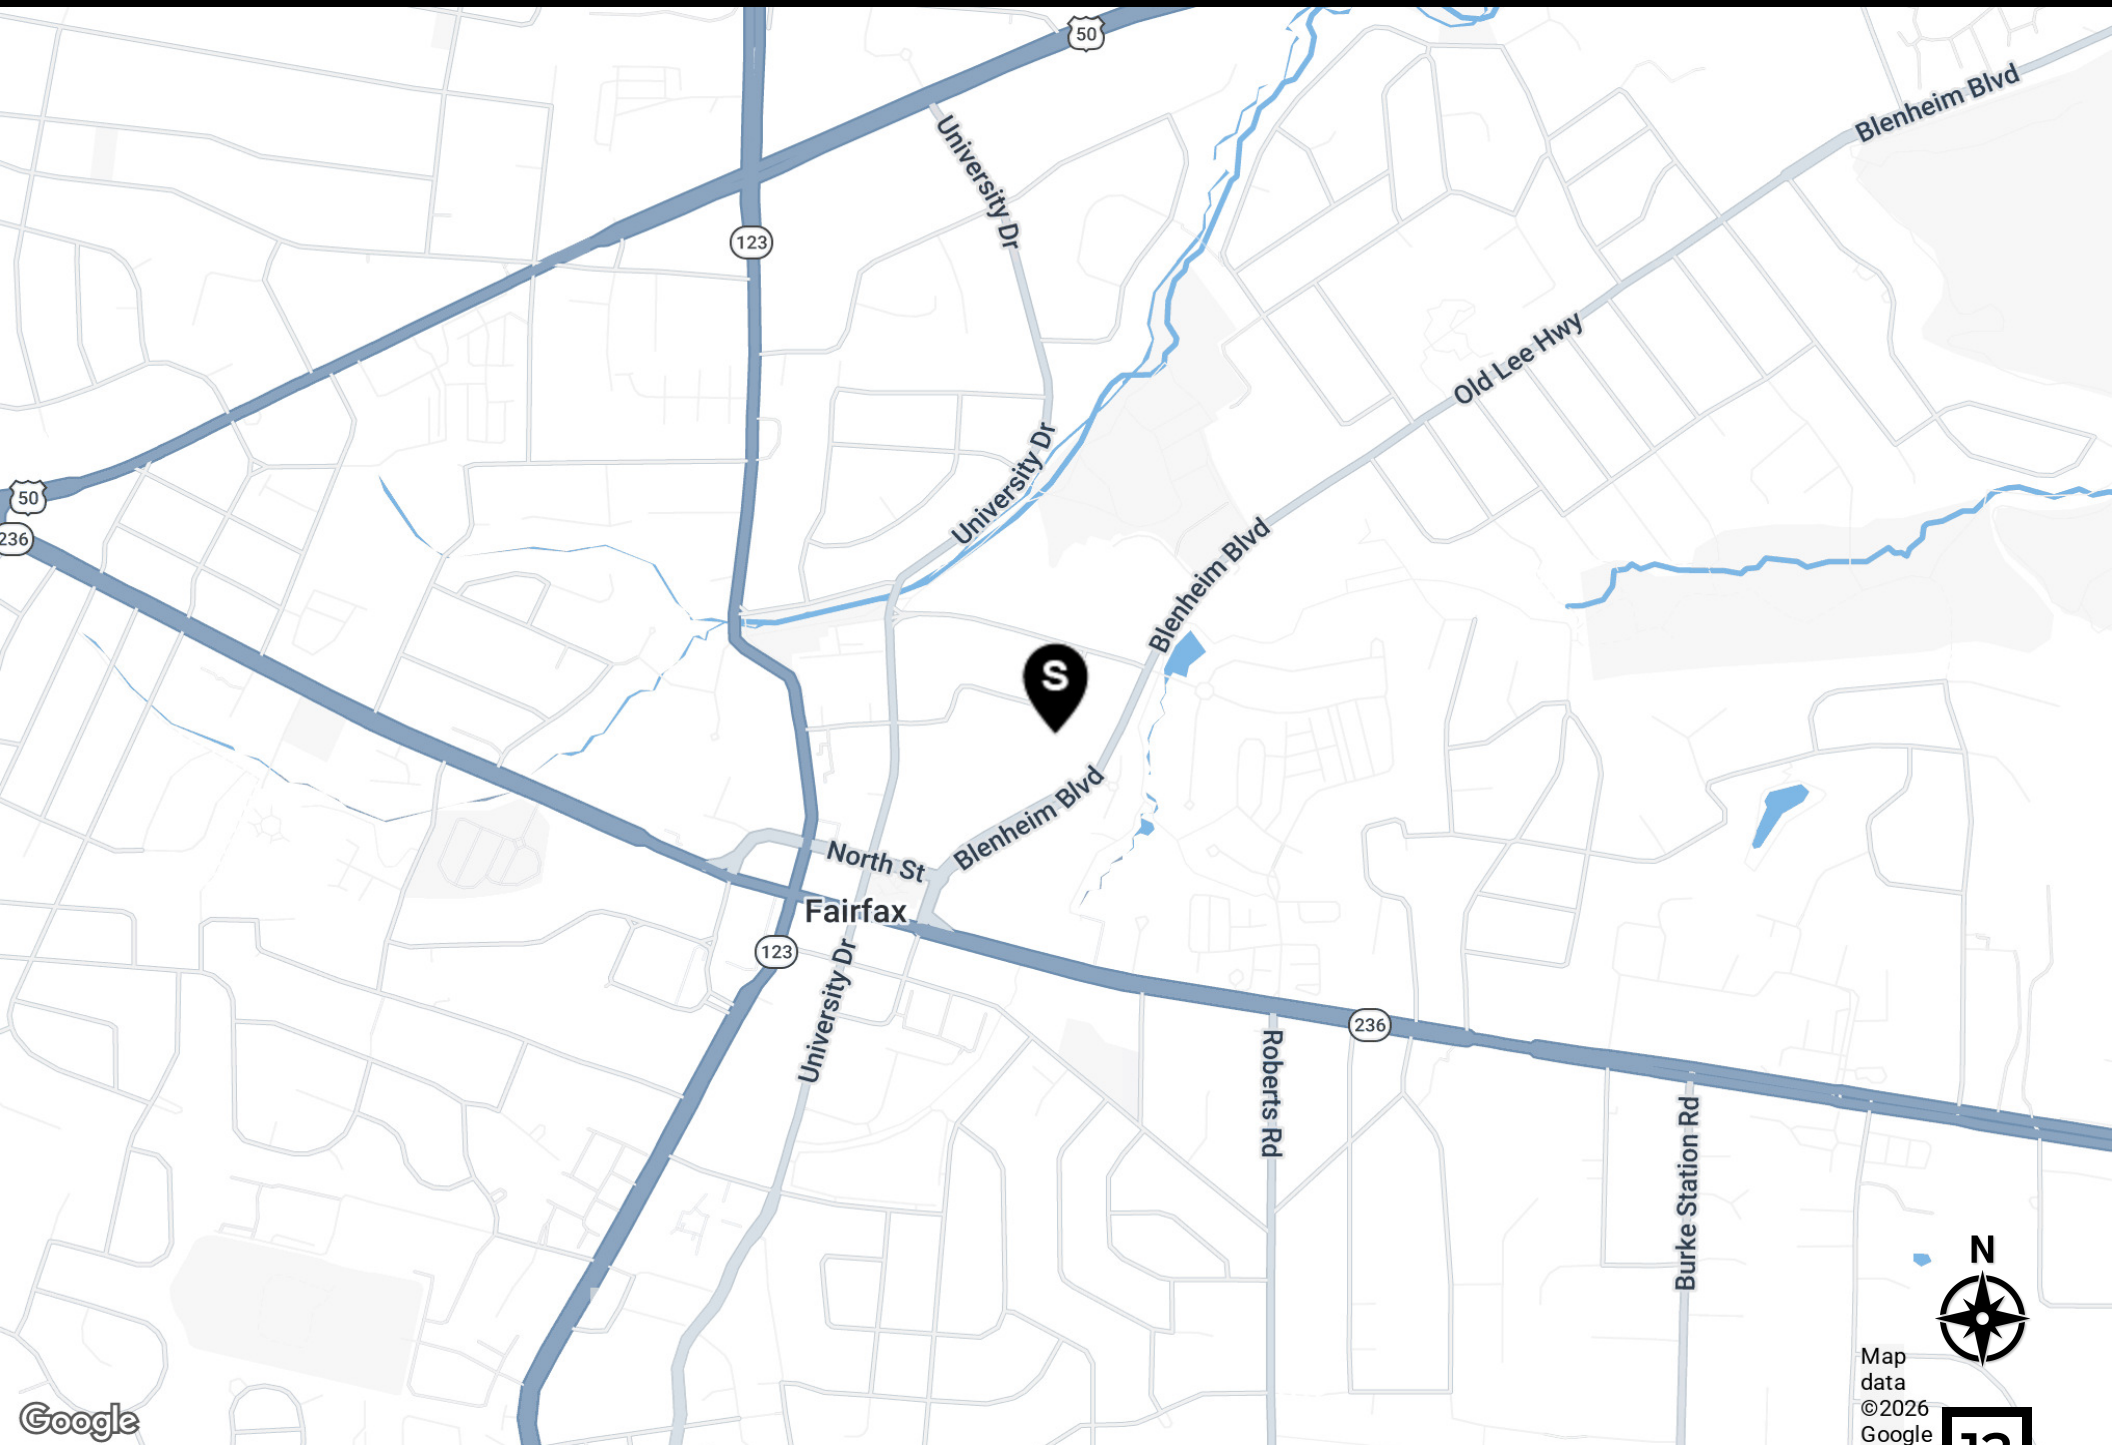 50
Blenheim Blvd
University Dr
123
Old Lee Hwy
University Dr
50
236
Blenheim Blvd
S
Blenheim Blvd
North St
Fairfax
123
University Dr
236
Roberts Rd
Burke Station Rd
N
Map
data
©2026
Google
Google